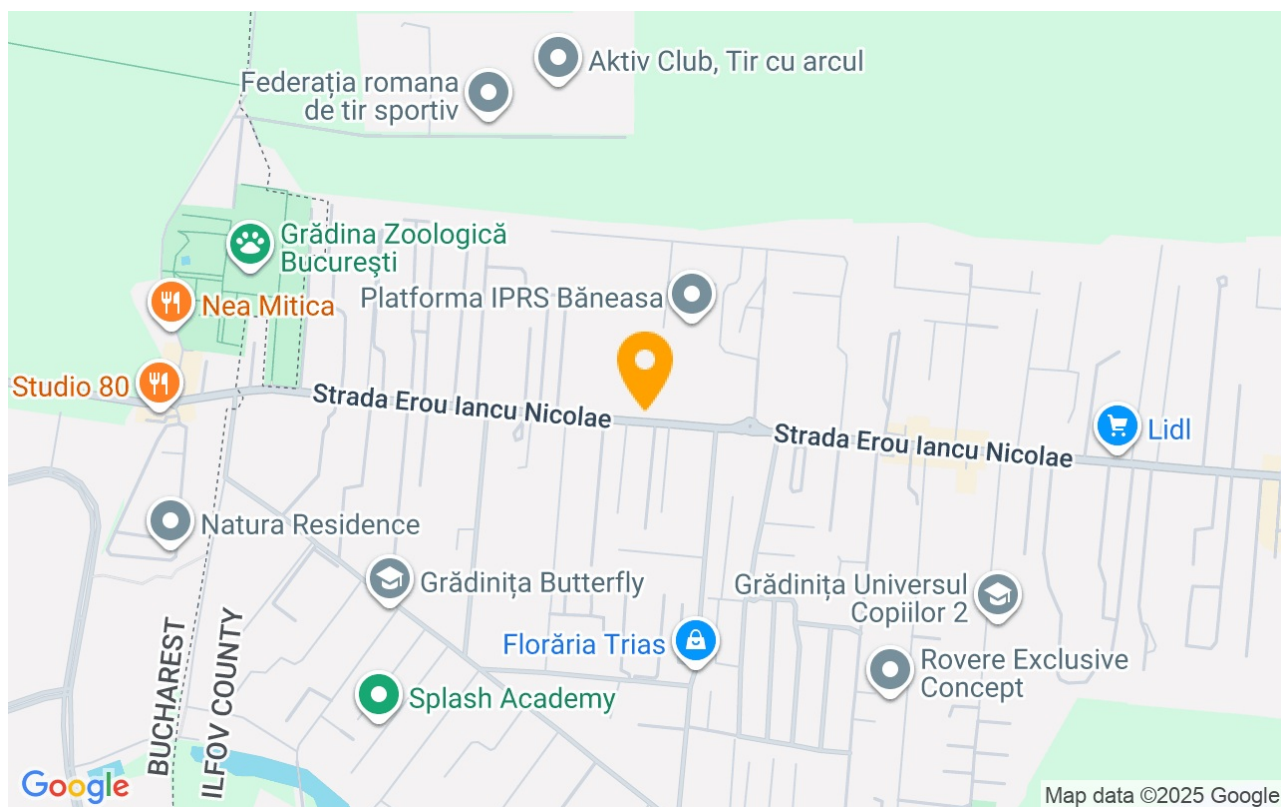 Aktiv Club, Tir cu arcul
Federația romana
de tir sportiv
Grădina Zoologică
Bucureşti
Platforma IPRS Băneasa
Nea Mitica
Studio 80
Strada Erou Iancu Nicolae
Strada Erou Iancu Nicolae
Lidl
Natura Residence
Grădinița Butterfly
Grădinița Universul
Copiilor 2
Florăria Trias
Rovere Exclusive
Concept
Splash Academy
BUCHAREST
ILFOV COUNTY
Google
Map data ©2025 Google